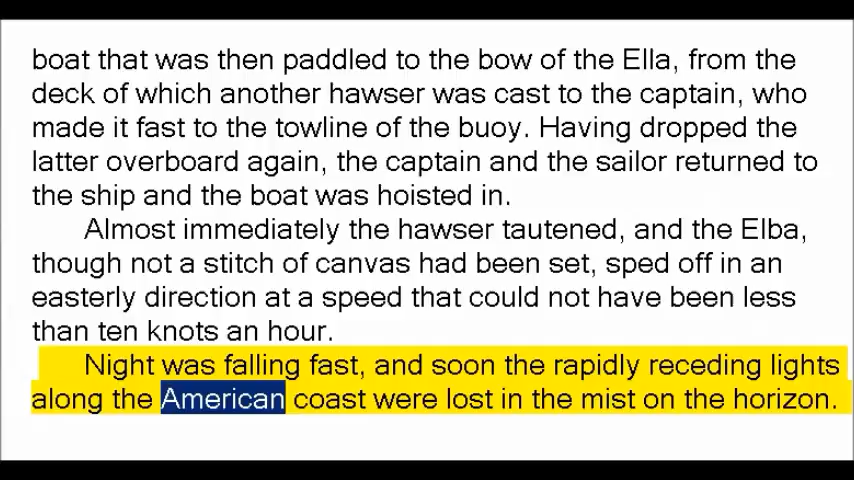 boat that was then paddled to the bow of the Ella, from the
deck of which another hawser was cast to the captain, who
made it fast to the towline of the buoy. Having dropped the
latter overboard again, the captain and the sailor returned to
the ship and the boat was hoisted in.
Almost immediately the hawser tautened, and the Elba,
though not a stitch of canvas had been set, sped off in an
easterly direction at a speed that could not have been less
than ten knots an hour.
Night was falling fast, and soon the rapidly receding lights
along the American coast were lost in the mist on the horizon.